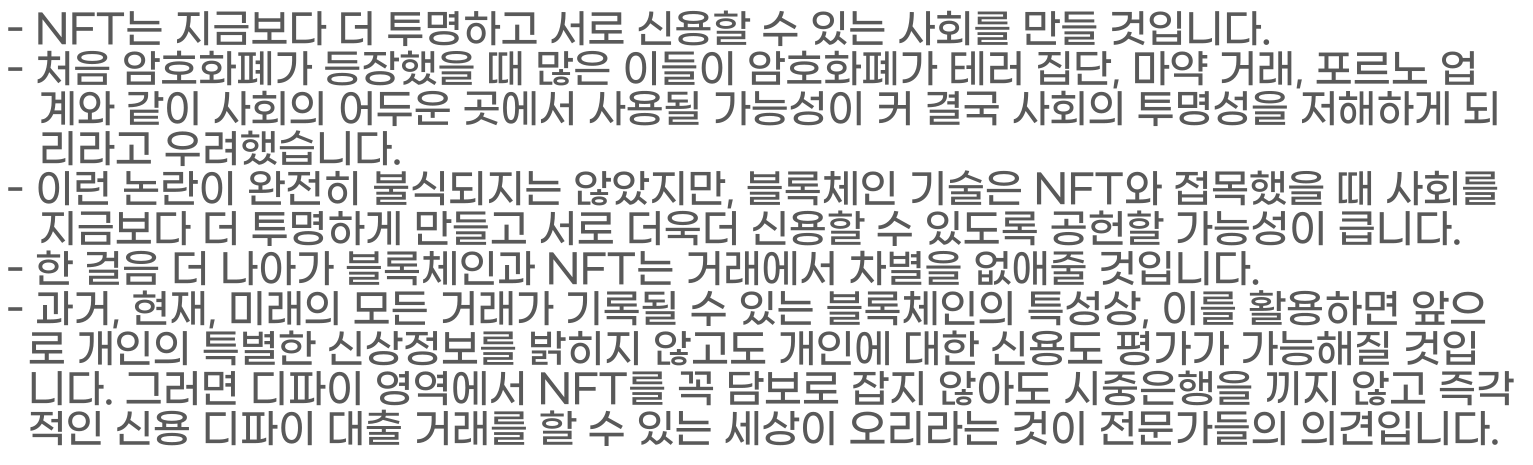 - NFT는 지금보다 더 투명하고 서로 신용할 수 있는 사회를 만들 것입니다.
- 처음 암호화폐가 등장했을 때 많은 이들이 암호화폐가 테러 집단, 마약 거래, 포르노 업
계와 같이 사회의 어두운 곳에서 사용될 가능성이 커 결국 사회의 투명성을 저해하게 되
리라고 우려했습니다.
- 이런 논란이 완전히 불식되지는 않았지만, 블록체인 기술은 NFT와 접목했을 때 사회를
지금보다 더 투명하게 만들고 서로 더욱더 신용할 수 있도록 공헌할 가능성이 큽니다.
- 한 걸음 더 나아가 블록체인과 NFT는 거래에서 차별을 없애줄 것입니다.
- 과거, 현재, 미래의 모든 거래가 기록될 수 있는 블록체인의 특성상, 이를 활용하면 앞으
로 개인의 특별한 신상정보를 밝히지 않고도 개인에 대한 신용도 평가가 가능해질 것입
니다. 그러면 디파이 영역에서 NFT를 꼭 담보로 잡지 않아도 시중은행을 끼지 않고 즉각
적인 신용 디파이 대출 거래를 할 수 있는 세상이 오리라는 것이 전문가들의 의견입니다.